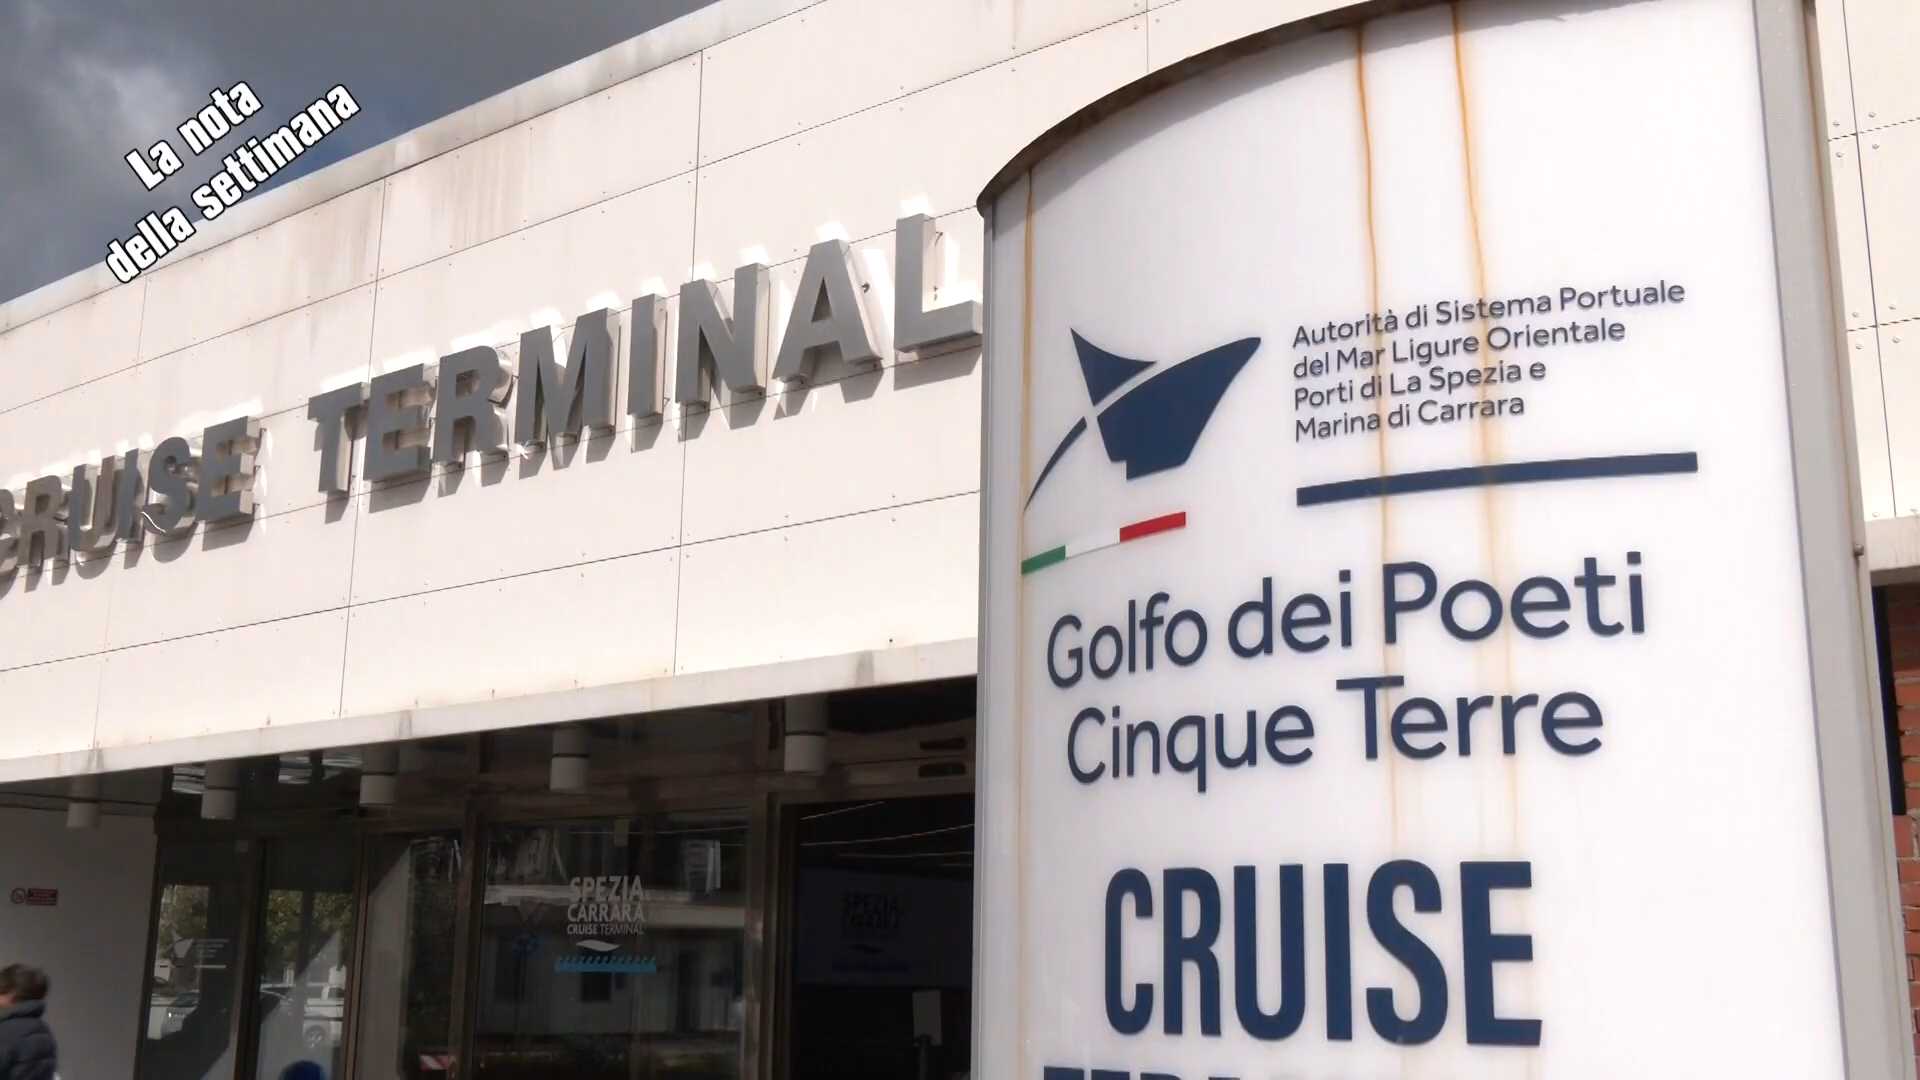 La nota
della settimana
CRUISE TERMINAL
Autorità di Sistema Portuale
del Mar Ligure Orientale
Porti di La Spezia e
Marina di Carrara
Golfo dei Poeti
Cinque Terre
CRUISE
SPEZIA
CARRARA
CRUISE TERMINAL
SPEZIA
CARRARA